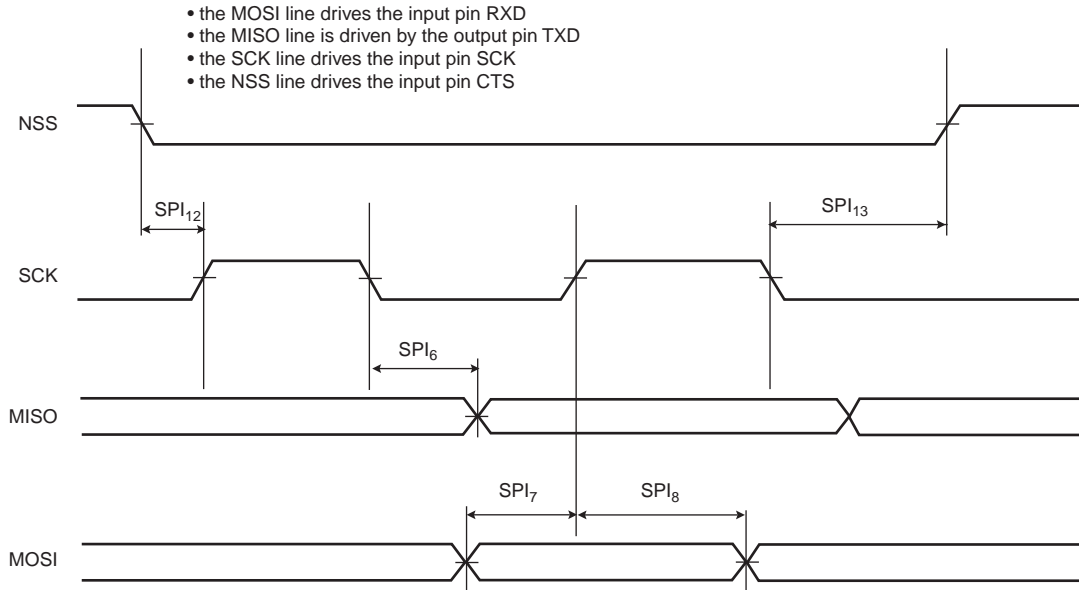 • the MOSI line drives the input pin RXD
• the MISO line is driven by the output pin TXD
• the SCK line drives the input pin SCK
• the NSS line drives the input pin CTS
NSS
SPI12
SPI13
SCK
SPI6
MISO
SPI7
SPI8
MOSI